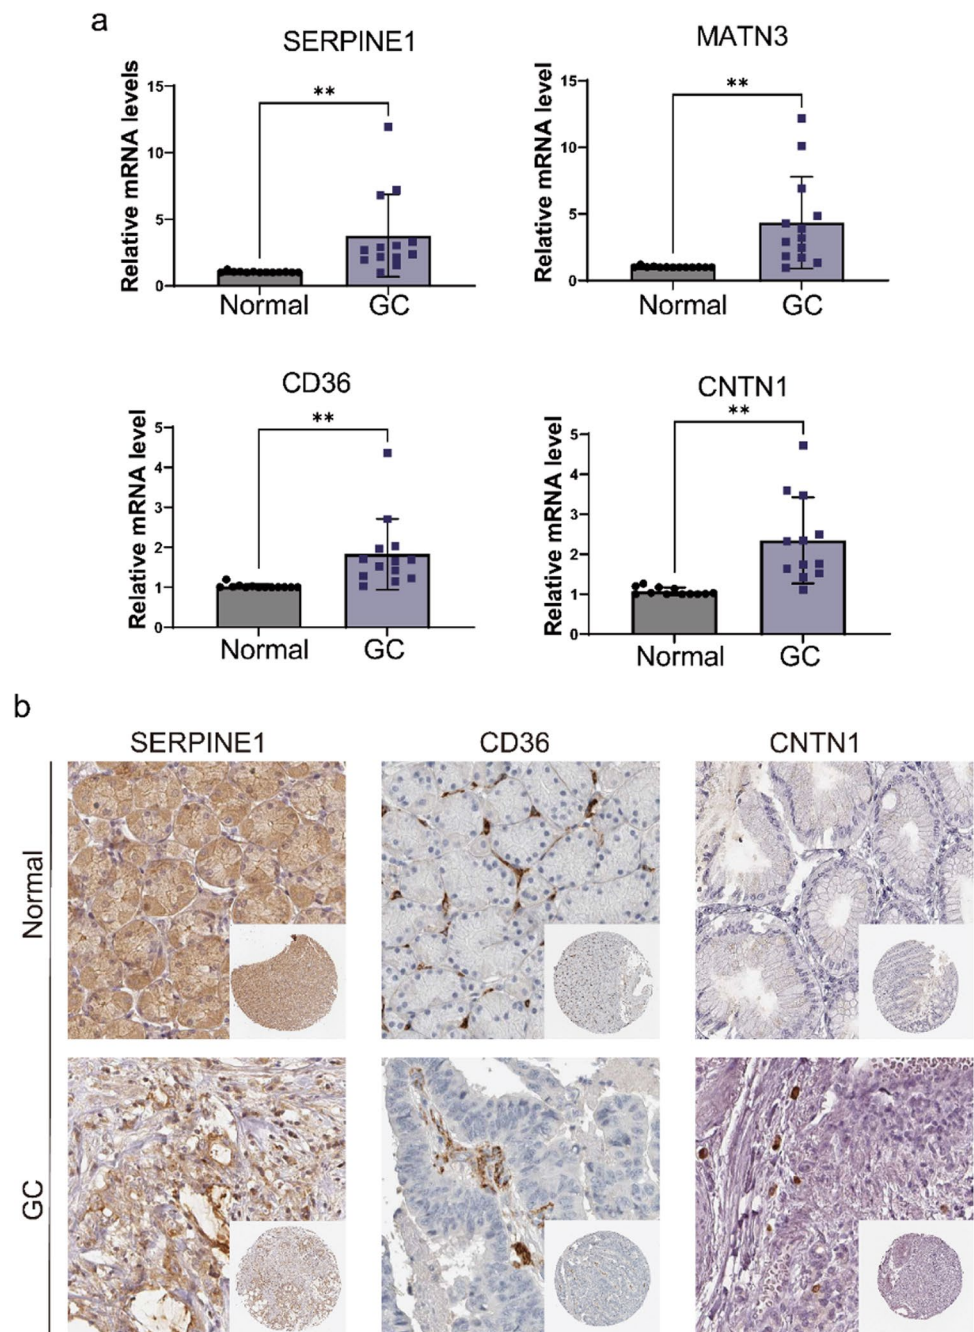 a
SERPINE1
Relative mRNA levels
15
10
5
0
**
Normal
GC
MATN3
Relative mRNA level
15
10
5
0
**
Normal
GC
CD36
Relative mRNA level
5
4
3
2
1
0
**
Normal
GC
CNTN1
Relative mRNA level
5
4
3
2
1
0
**
Normal
GC
b
SERPINE1
CD36
CNTN1
Normal
GC